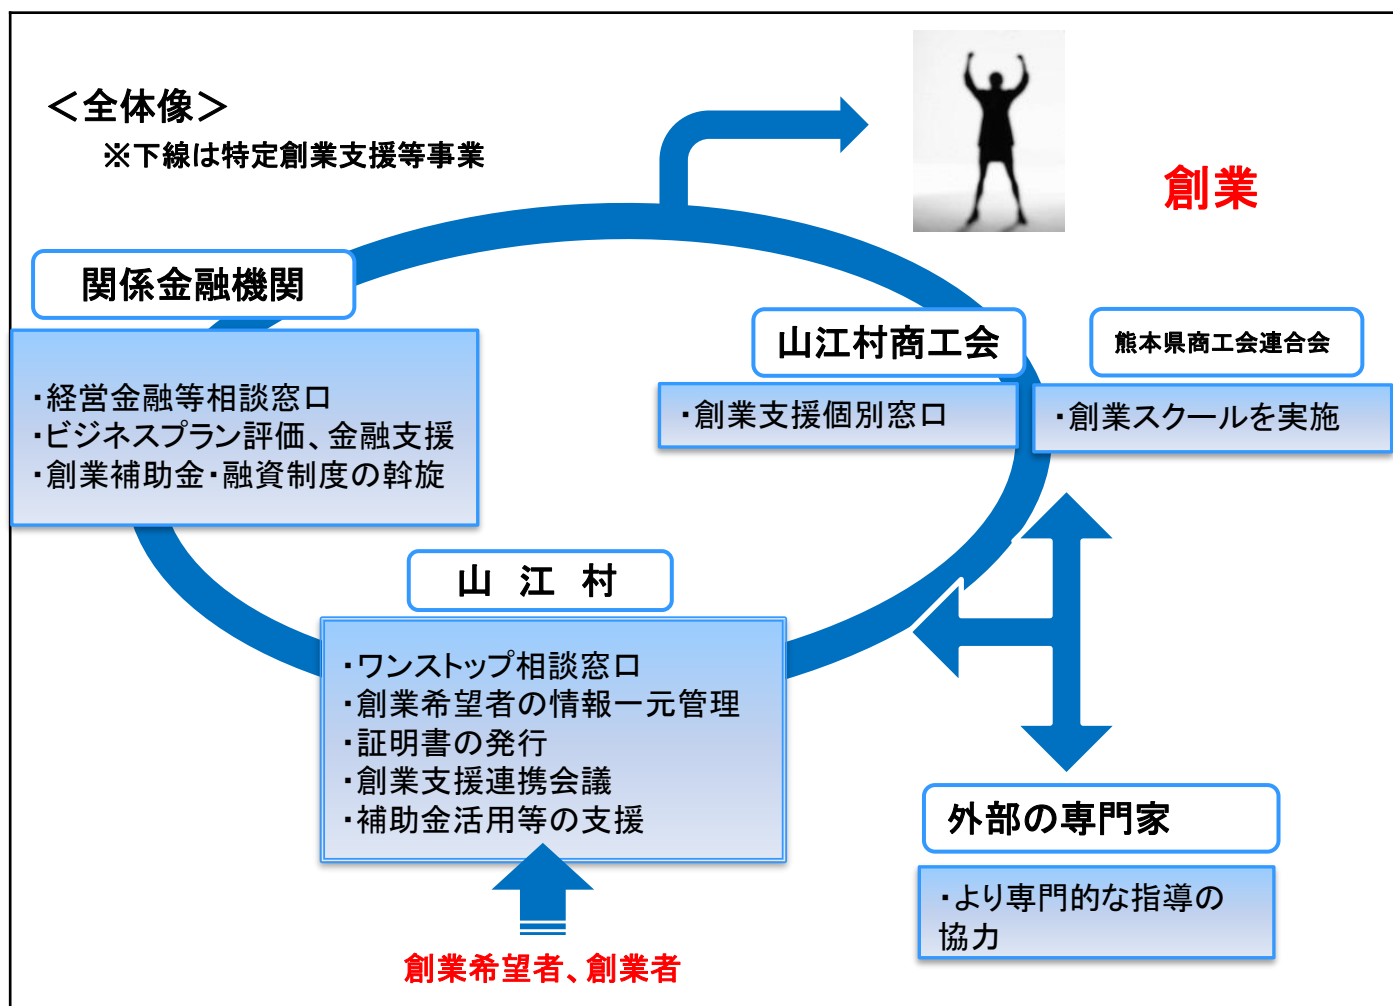 ＜全体像＞
※下線は特定創業支援等事業
創業
関係金融機関
・経営金融等相談窓口
・ビジネスプラン評価、金融支援
・創業補助金・融資制度の斡旋
山江村商工会
・創業支援個別窓口
熊本県商工会連合会
・創業スクールを実施
山 江 村
・ワンストップ相談窓口
・創業希望者の情報一元管理
・証明書の発行
・創業支援連携会議
・補助金活用等の支援
創業希望者、創業者
外部の専門家
・より専門的な指導の
協力